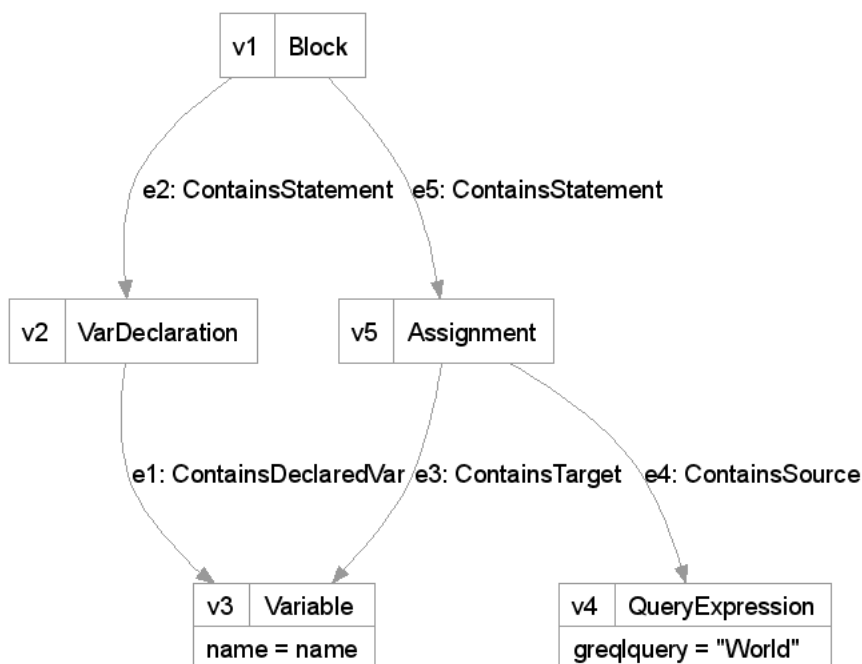 v1 Block
e2: ContainsStatement e5: ContainsStatement
v2 VarDeclaration v5 Assignment
e1: ContainsDeclaredVar e3: ContainsTarget e4: ContainsSource
v3 Variable v4 QueryExpression
name = name greqlquery = "World"